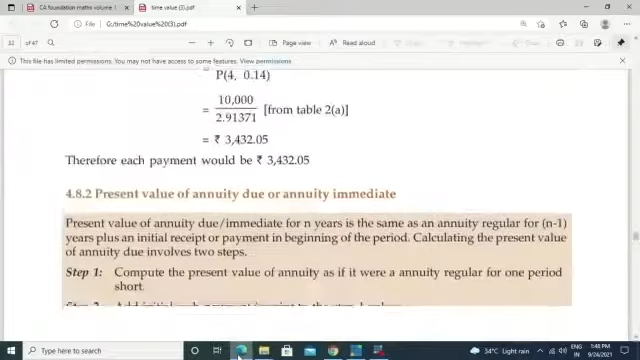 CA foundation maths volume 1
time value (3).pdf
File
G:/time%20value%20(3).pdf
32 of 47
Page view
Read aloud
This file has limited permissions. You may not have access to some features. View permissions
P(4, 0.14)
= 10,000
2.91371 [from table 2(a)]
= ₹ 3,432.05
Therefore each payment would be ₹ 3,432.05
4.8.2 Present value of annuity due or annuity immediate
Present value of annuity due/immediate for n years is the same as an annuity regular for (n-1)
years plus an initial receipt or payment in beginning of the period. Calculating the present value
of annuity due involves two steps.
Step 1: Compute the present value of annuity as if it were a annuity regular for one period
short.
Type here to search
34°C Light rain
ENG
IN
1:48 PM
9/24/2021